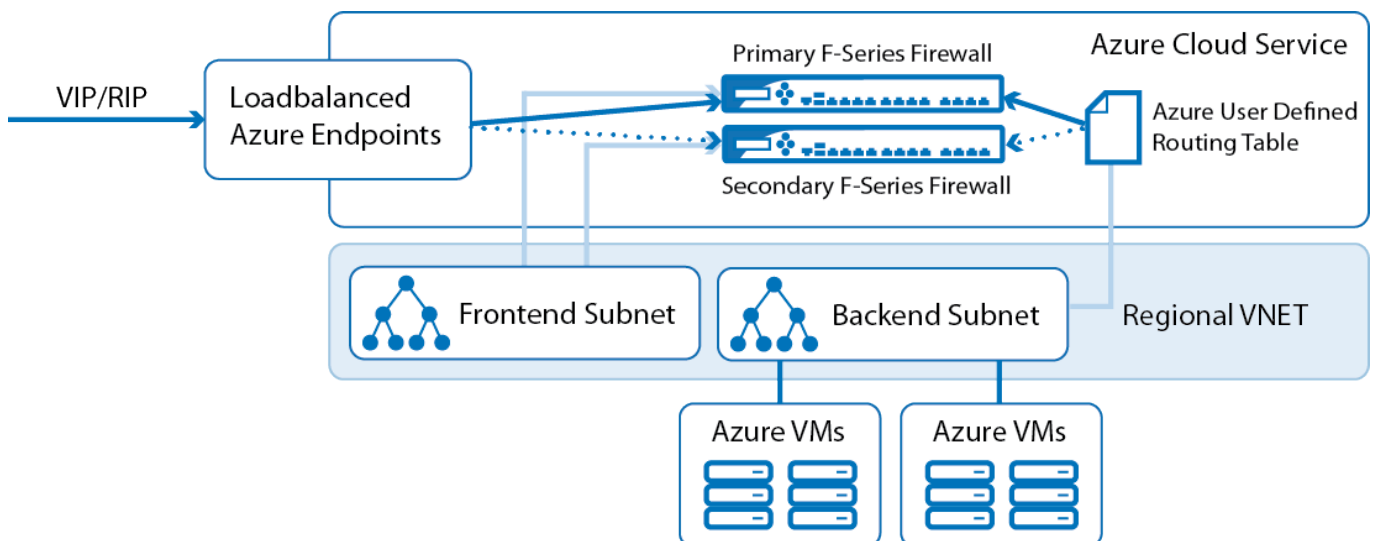 Primary F-Series Firewall
Azure Cloud Service
VIP/RIP
Loadbalanced
Azure Endpoints
Azure User Defined
Routing Table
Secondary F-Series Firewall
Frontend Subnet
Backend Subnet
Regional VNET
Azure VMs
Azure VMs